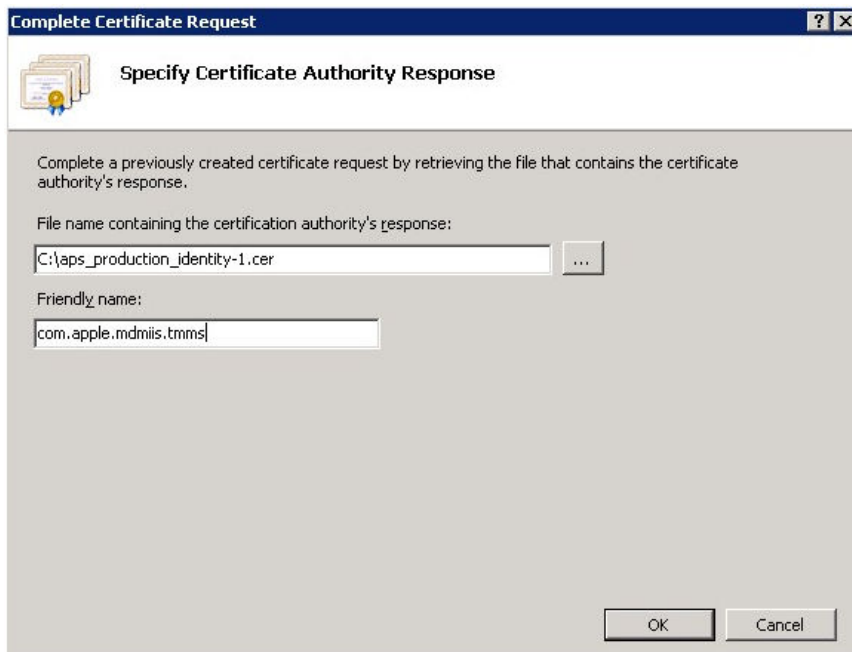 Complete Certificate Request
Specify Certificate Authority Response
Complete a previously created certificate request by retrieving the file that contains the certificate
authority's response.
File name containing the certification authority's response:
C:\aps_production_identity-1.cer
...
Friendly name:
com.apple.mdmiis.tmms
OK
Cancel